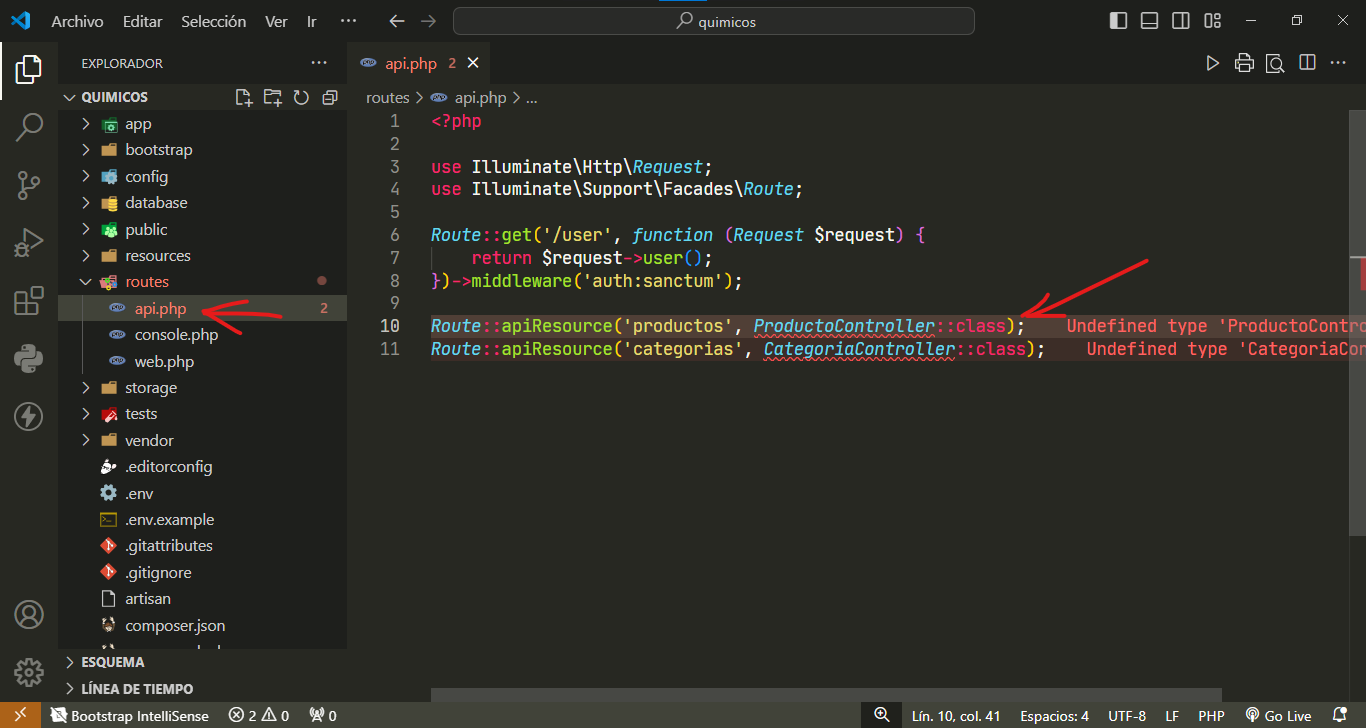 Archivo Editar Selección Ver Ir ··· quimicos
EXPLORADOR ···
QUIMICOS
app
bootstrap
config
database
public
resources
routes
api.php 2
console.php
web.php
storage
tests
vendor
.editorconfig
.env
.env.example
.gitattributes
.gitignore
artisan
composer.json
ESQUEMA
LÍNEA DE TIEMPO
api.php 2
routes > api.php > ...
1 <?php
2
3 use Illuminate\Http\Request;
4 use Illuminate\Support\Facades\Route;
5
6 Route::get('/user', function (Request $request) {
7 return $request->user();
8 })->middleware('auth:sanctum');
9
10 Route::apiResource('productos', ProductoController::class); Undefined type 'ProductoContro
11 Route::apiResource('categorias', CategoriaController::class); Undefined type 'CategoriaCon
Bootstrap IntelliSense 2 0 0 Lín. 10, col. 41 Espacios: 4 UTF-8 LF PHP Go Live